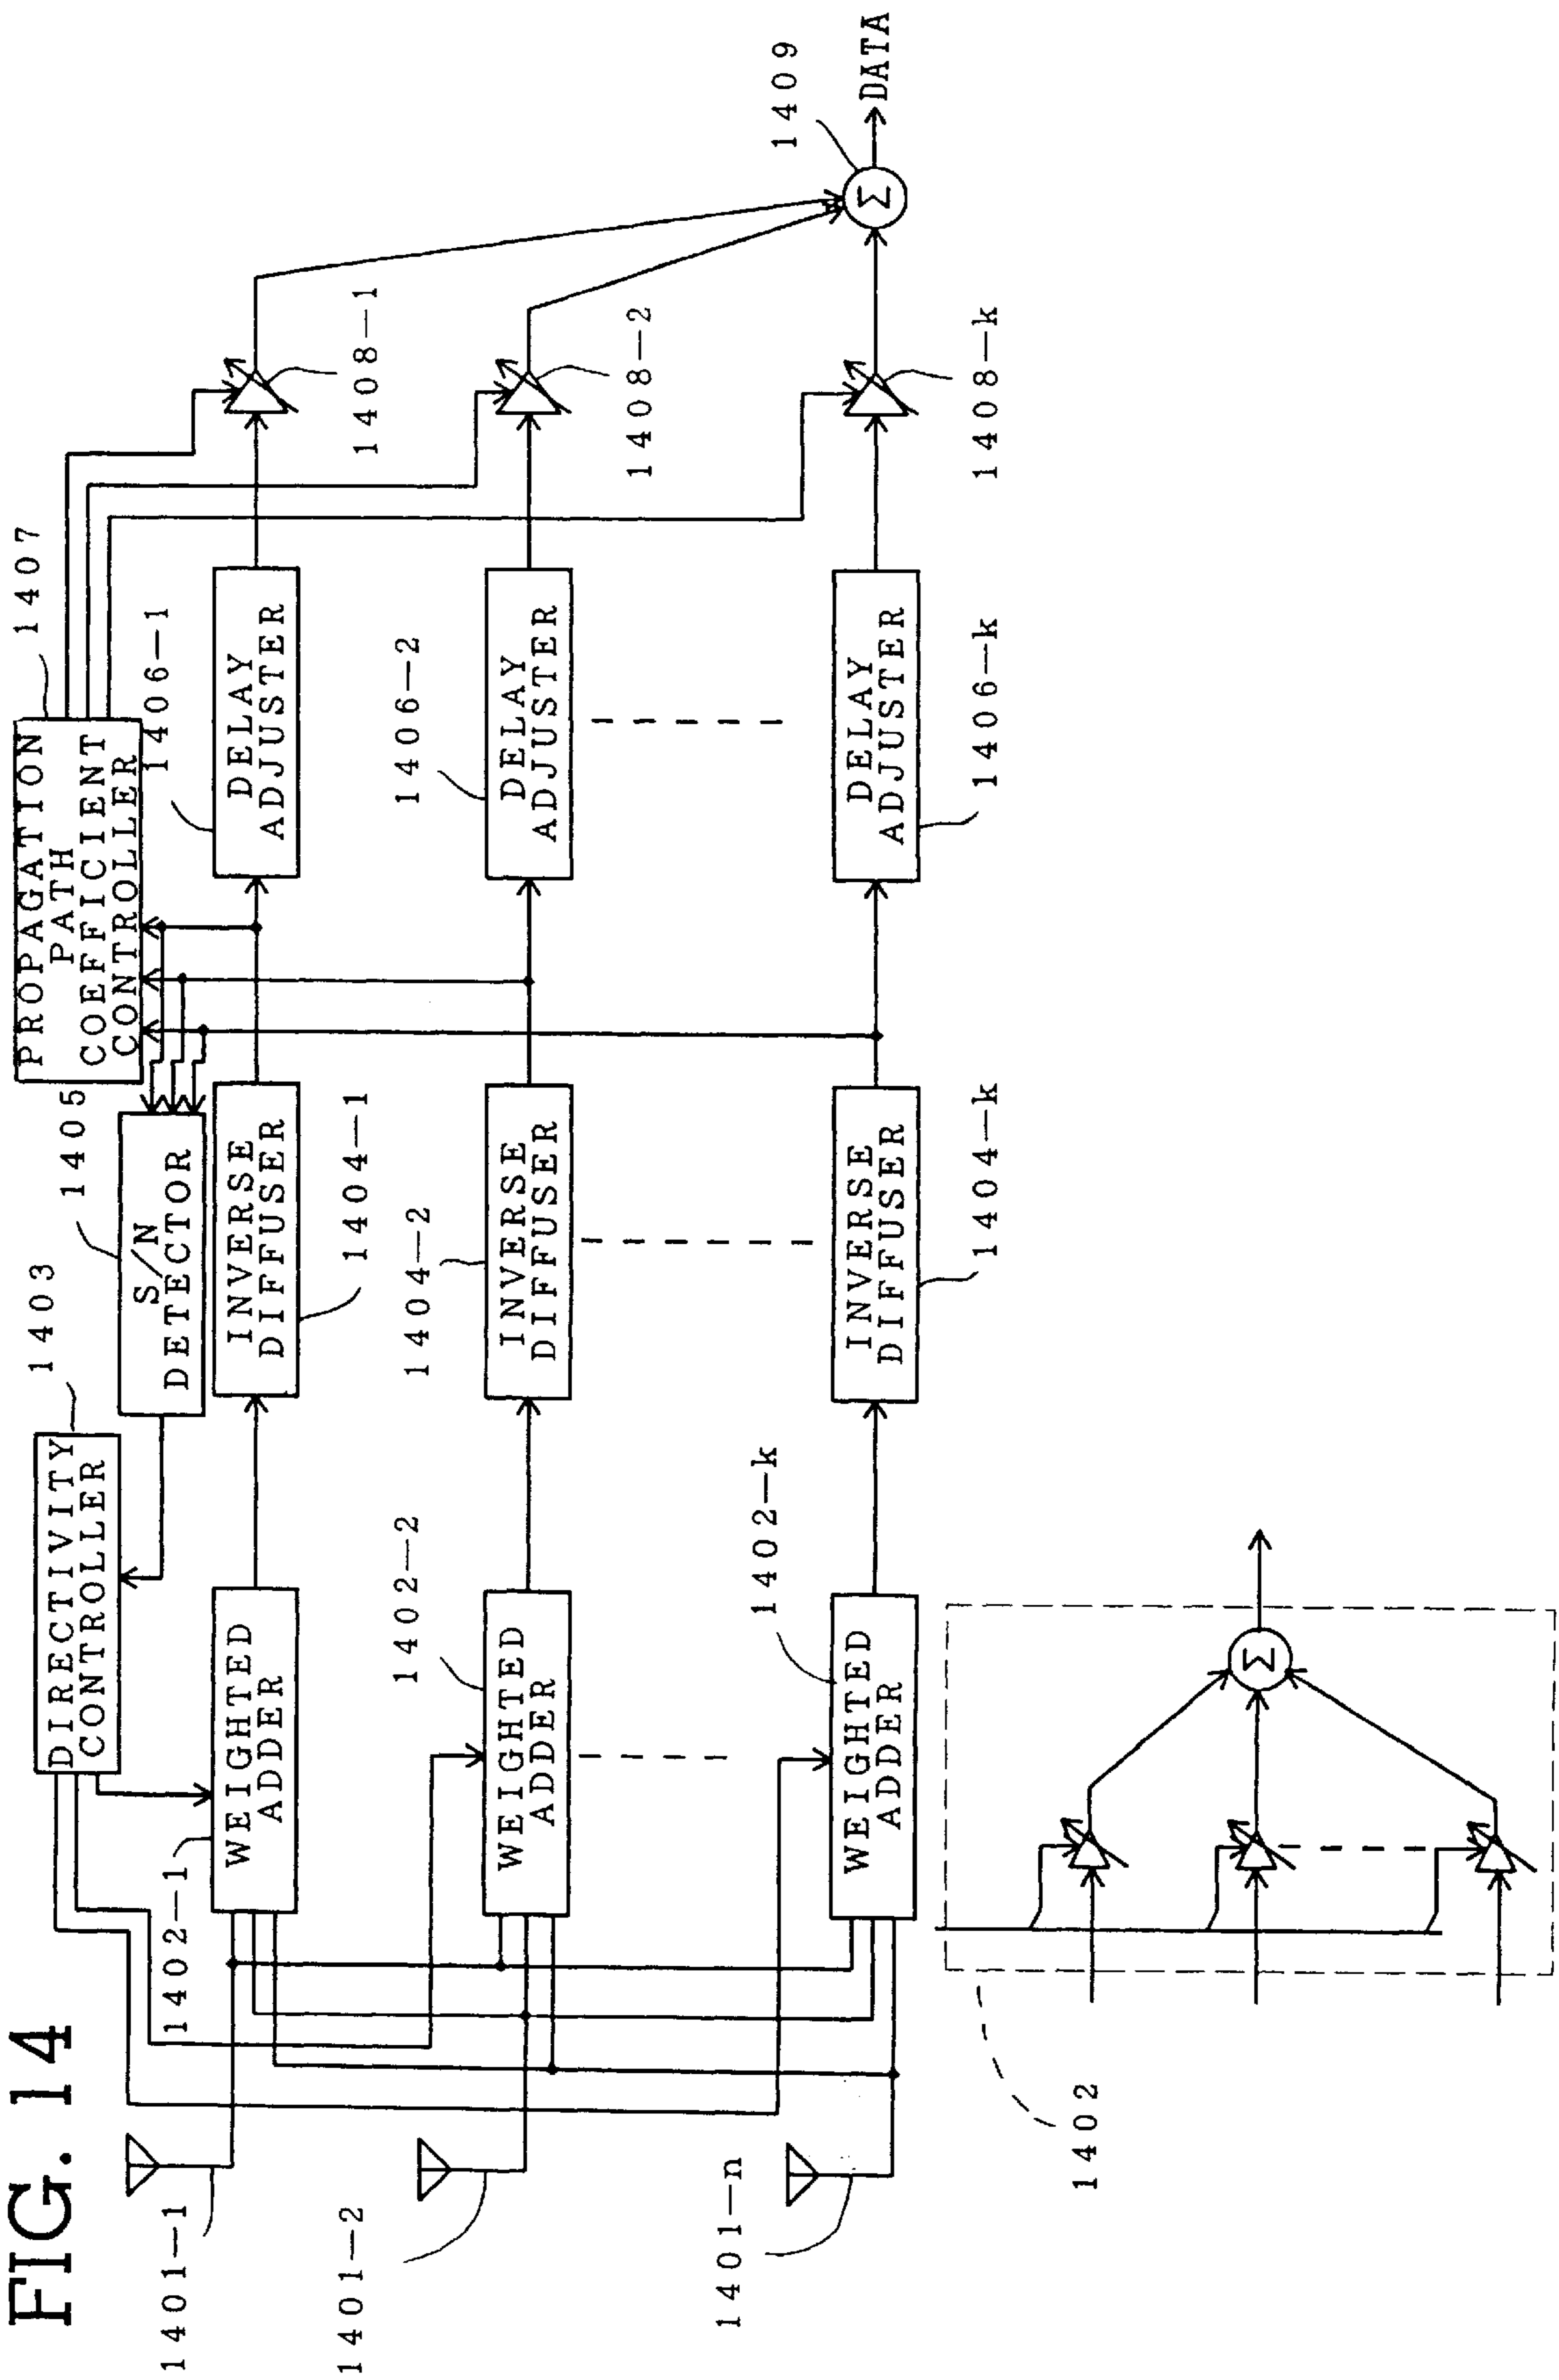 FIG. 14
1401-1
1401-2
1401-n
1402-1
1402-2
1402-k
WEIGHTED
ADDER
WEIGHTED
ADDER
WEIGHTED
ADDER
DIRECTIVITY
CONTROLLER
1403
S/N
DETECTOR
1405
INVERSE
DIFFUSER
1404-1
INVERSE
DIFFUSER
1404-2
INVERSE
DIFFUSER
1404-k
PROPAGATION
PATH
COEFFICIENT
CONTROLLER
1407
DELAY
ADJUSTER
1406-1
DELAY
ADJUSTER
1406-2
DELAY
ADJUSTER
1406-k
1408-1
1408-2
1408-k
Σ
1409
DATA
1402
Σ